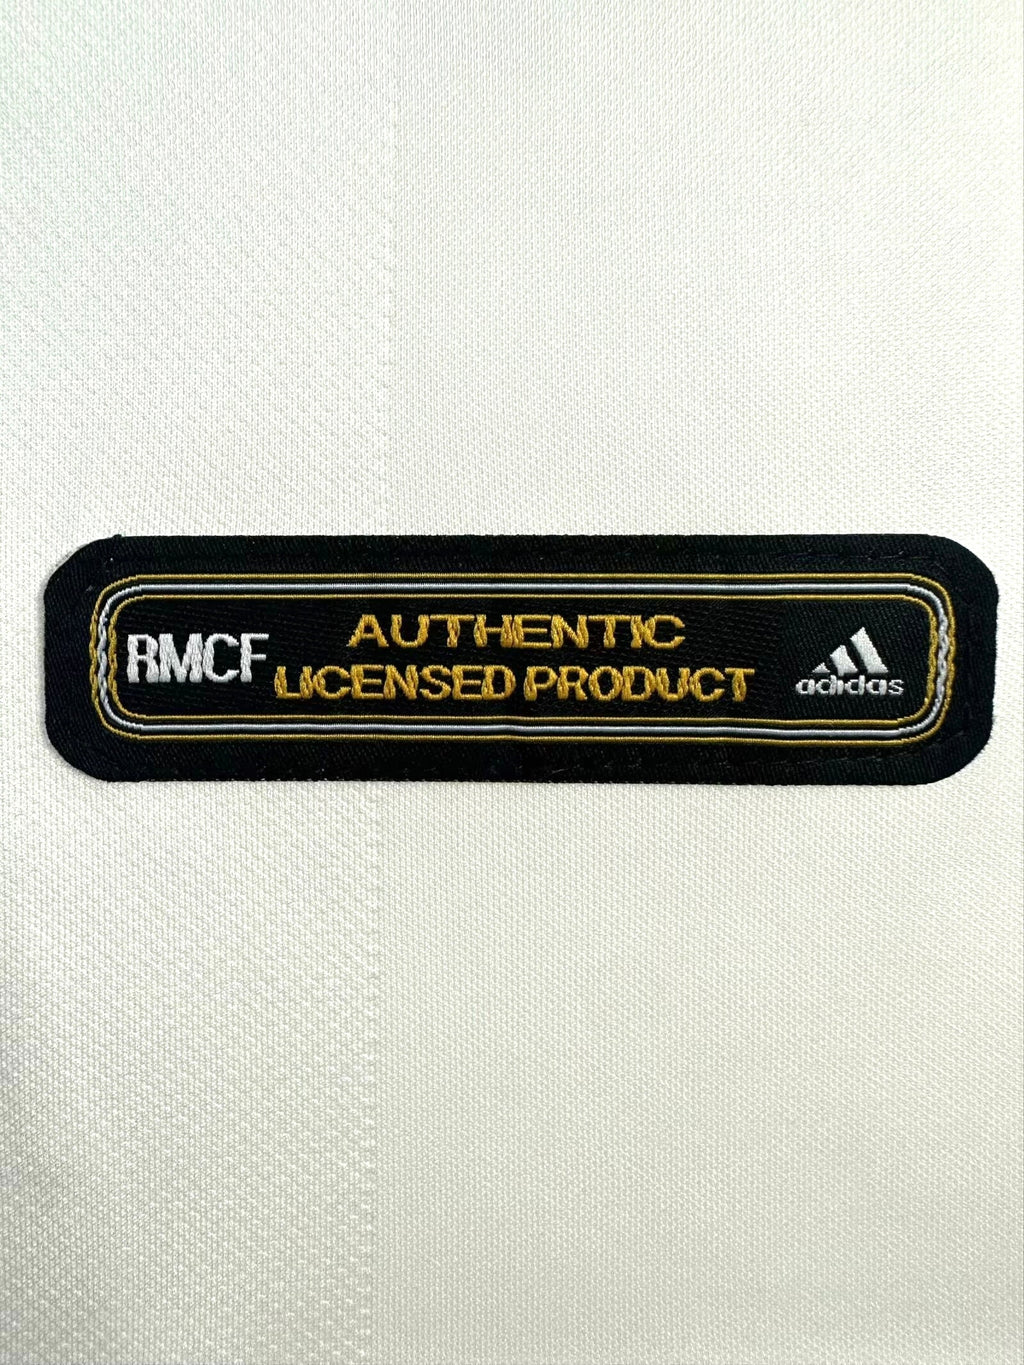 RMCF
AUTHENTIC
LICENSED PRODUCT
adidas